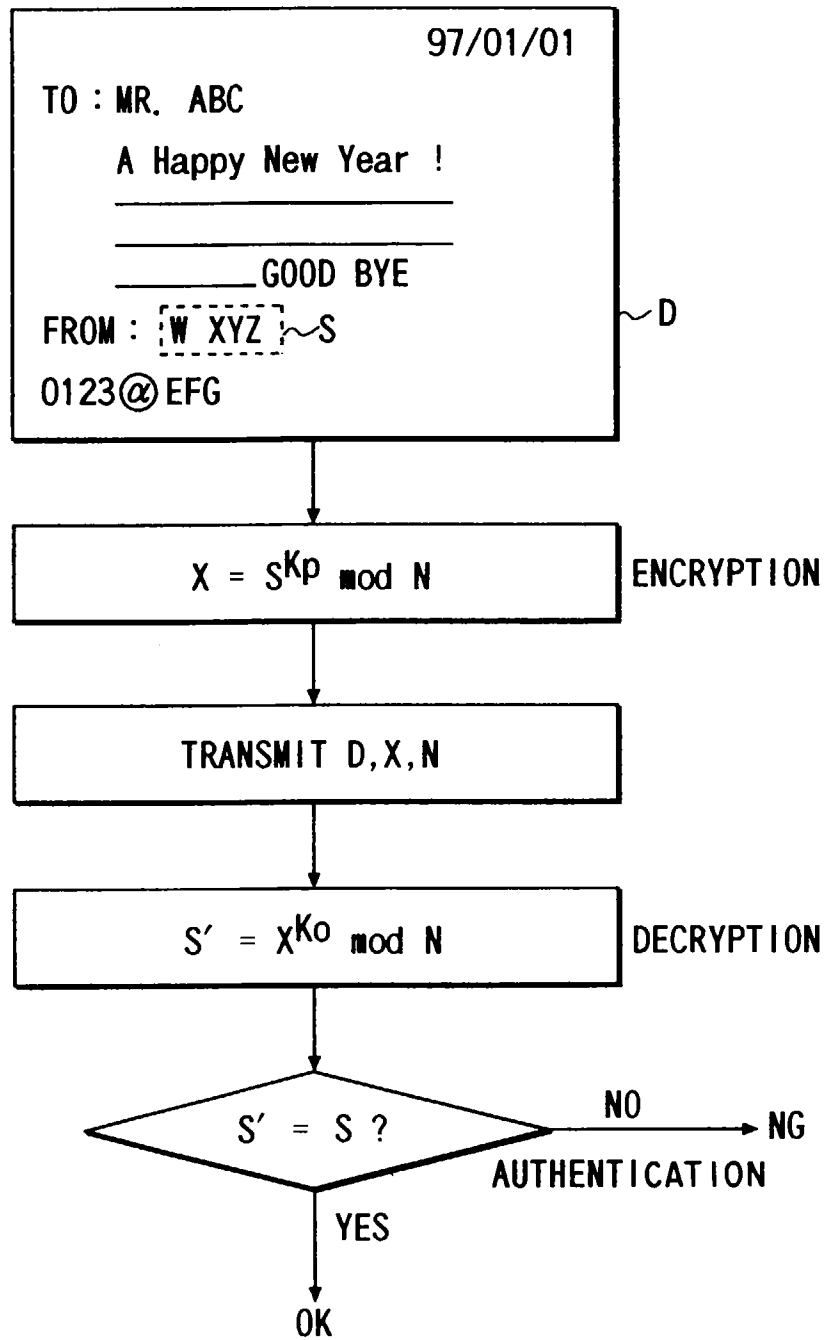 97/01/01
TO : MR. ABC
A Happy New Year !
GOOD BYE
FROM : W XYZ S
D
0123@EFG
X = S^Kp mod N ENCRYPTION
TRANSMIT D,X,N
S′ = X^Ko mod N DECRYPTION
S′ = S ?
NO
NG
AUTHENTICATION
YES
OK